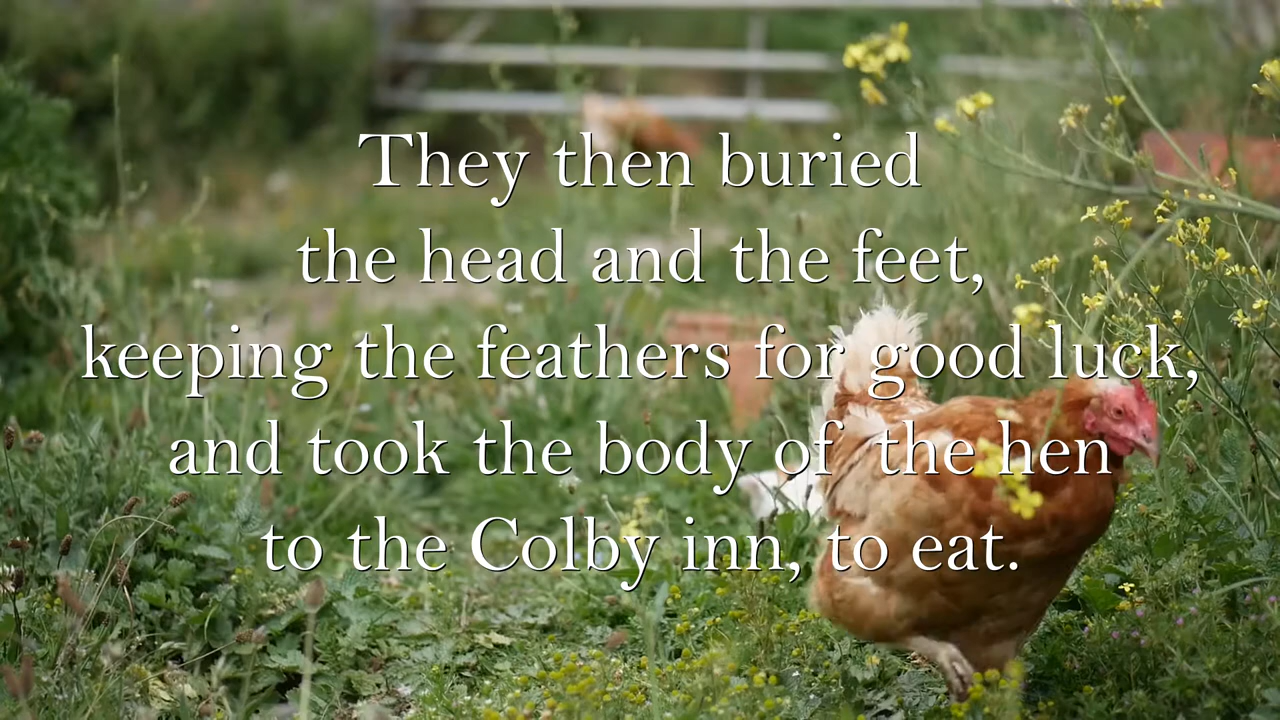 They then buried
the head and the feet,
keeping the feathers for good luck,
and took the body of the hen
to the Colby inn, to eat.